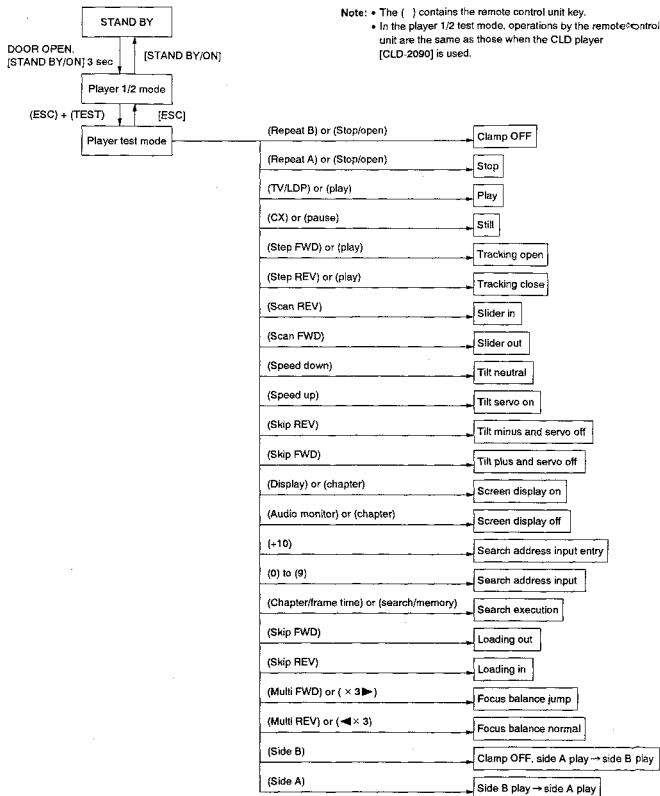 STAND BY
Note: • The ( ) contains the remote control unit key.
• In the player 1/2 test mode, operations by the remote control
unit are the same as those when the CLD player
[CLD-2090] is used.
DOOR OPEN,
[STAND BY/ON] 3 sec
[STAND BY/ON]
Player 1/2 mode
(ESC) + (TEST)
[ESC]
Player test mode
(Repeat B) or (Stop/open)
Clamp OFF
(Repeat A) or (Stop/open)
Stop
(TV/LDP) or (play)
Play
(CX) or (pause)
Still
(Step FWD) or (play)
Tracking open
(Step REV) or (play)
Tracking close
(Scan REV)
Slider in
(Scan FWD)
Slider out
(Speed down)
Tilt neutral
(Speed up)
Tilt servo on
(Skip REV)
Tilt minus and servo off
(Skip FWD)
Tilt plus and servo off
(Display) or (chapter)
Screen display on
(Audio monitor) or (chapter)
Screen display off
(+10)
Search address input entry
(0) to (9)
Search address input
(Chapter/frame time) or (search/memory)
Search execution
(Skip FWD)
Loading out
(Skip REV)
Loading in
(Multi FWD) or ( × 3 ▶)
Focus balance jump
(Multi REV) or (◀ × 3)
Focus balance normal
(Side B)
Clamp OFF, side A play → side B play
(Side A)
Side B play → side A play